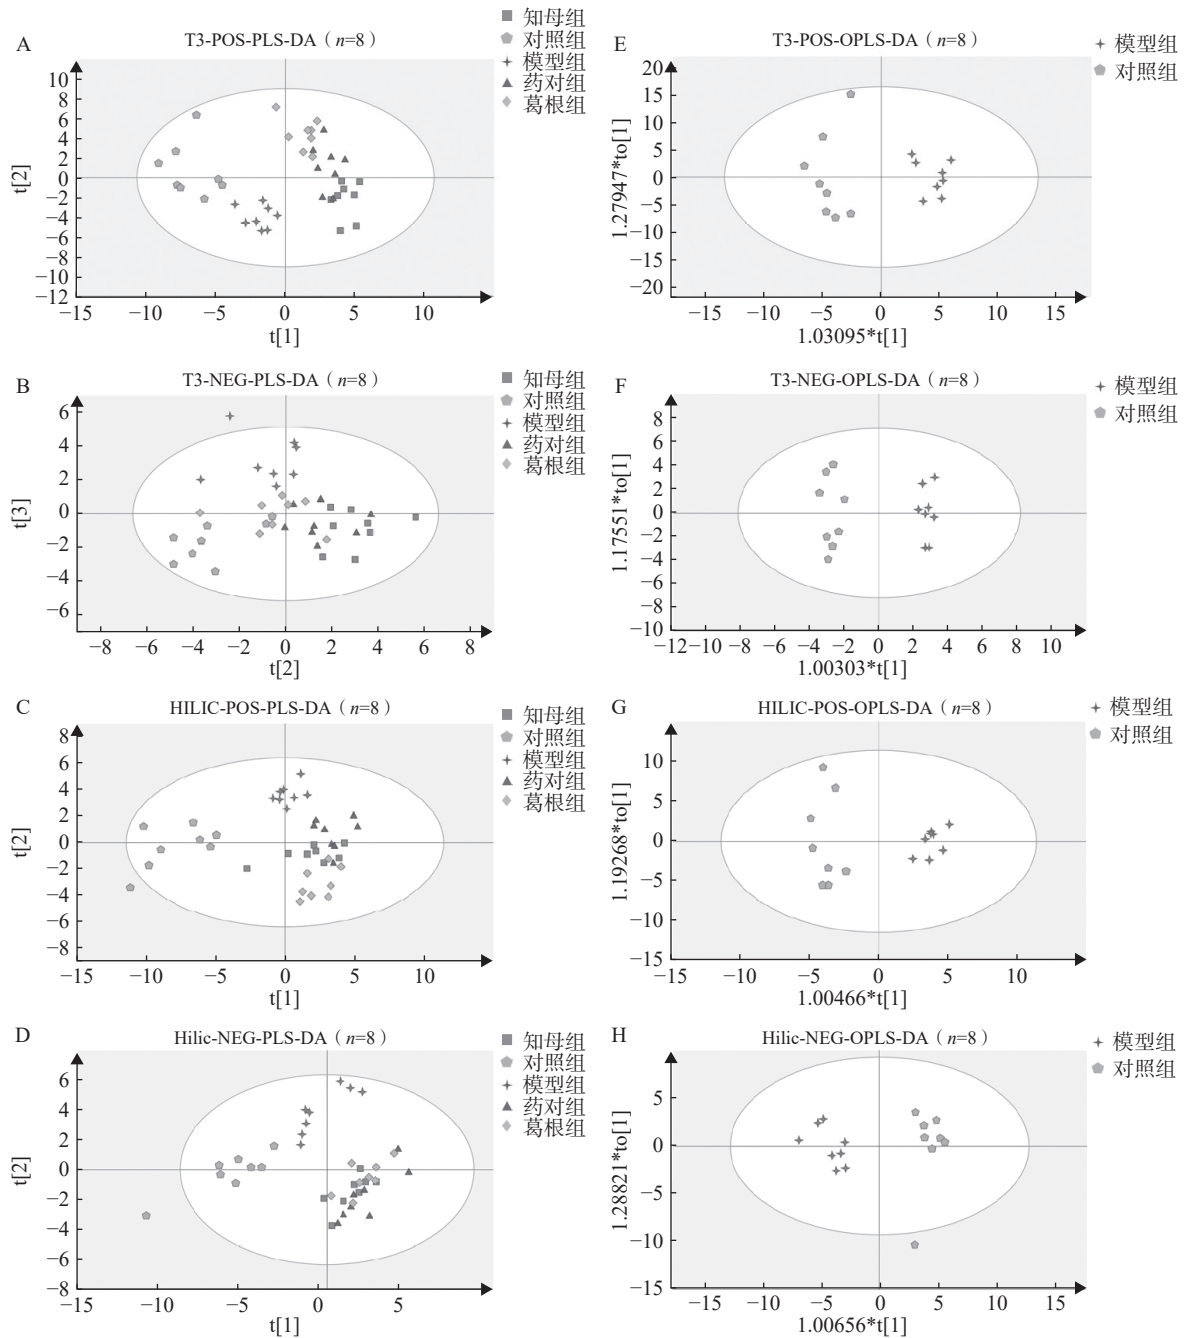 A
T3-POS-PLS-DA（n=8）
知母组
对照组
模型组
药对组
葛根组
10
8
6
4
2
0
−2
−4
−6
−8
−10
−12
t[2]
−15 −10 −5 0 5 10
t[1]
E
T3-POS-OPLS-DA（n=8）
模型组
对照组
20
15
10
5
0
−5
−10
−15
−20
1.27947*to[1]
−15 −10 −5 0 5 10 15
1.03095*t[1]
B
T3-NEG-PLS-DA（n=8）
知母组
对照组
模型组
药对组
葛根组
6
4
2
0
−2
−4
−6
t[3]
−8 −6 −4 −2 0 2 4 6 8
t[2]
F
T3-NEG-OPLS-DA（n=8）
模型组
对照组
8
6
4
2
0
−2
−4
−6
−8
−10
1.17551*to[1]
−12−10 −8 −6 −4 −2 0 2 4 6 8 10
1.00303*t[1]
C
HILIC-POS-PLS-DA（n=8）
知母组
对照组
模型组
药对组
葛根组
8
6
4
2
0
−2
−4
−6
−8
t[2]
−15 −10 −5 0 5 10
t[1]
G
HILIC-POS-OPLS-DA（n=8）
模型组
对照组
10
5
0
−5
−10
−15
1.19268*to[1]
−15 −10 −5 0 5 10
1.00466*t[1]
D
Hilic-NEG-PLS-DA（n=8）
知母组
对照组
模型组
药对组
葛根组
6
4
2
0
−2
−4
−6
−8
t[2]
−15 −10 −5 0 5
t[1]
H
Hilic-NEG-OPLS-DA（n=8）
模型组
对照组
5
0
−5
−10
−15
1.28821*to[1]
−15 −10 −5 0 5 10 15
1.00656*t[1]